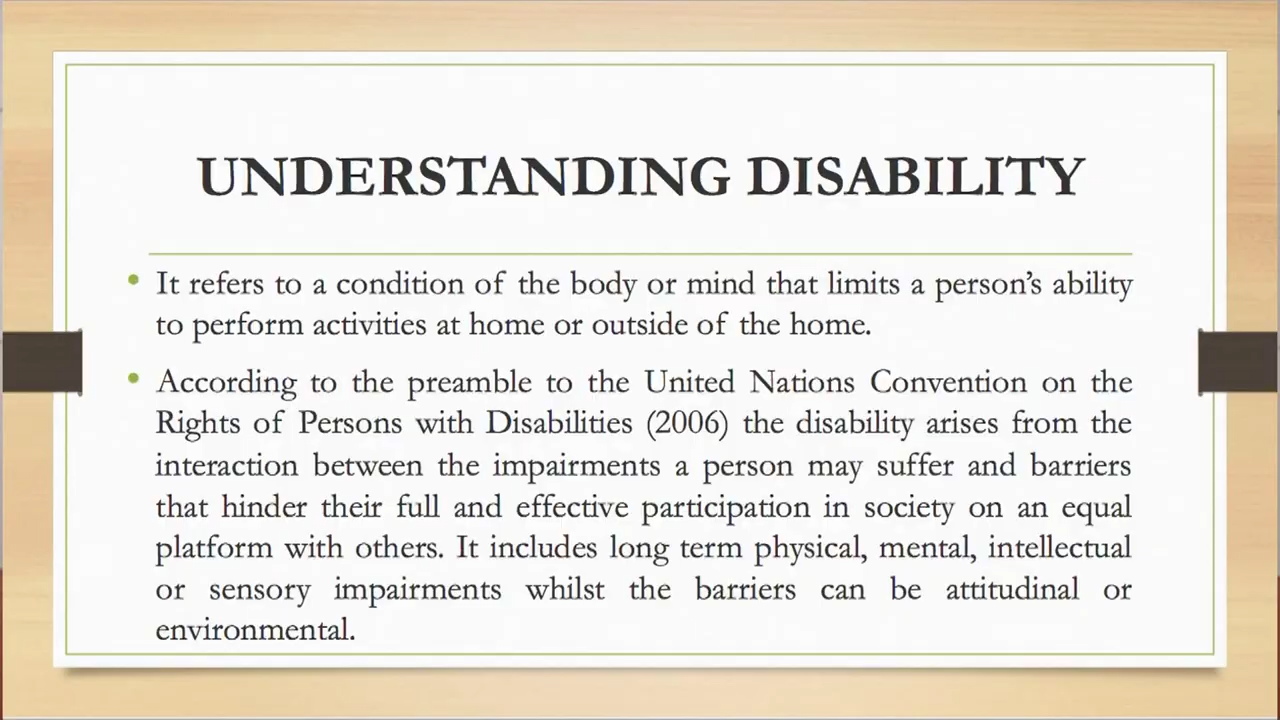 UNDERSTANDING DISABILITY
• It refers to a condition of the body or mind that limits a person’s ability
to perform activities at home or outside of the home.
• According to the preamble to the United Nations Convention on the
Rights of Persons with Disabilities (2006) the disability arises from the
interaction between the impairments a person may suffer and barriers
that hinder their full and effective participation in society on an equal
platform with others. It includes long term physical, mental, intellectual
or sensory impairments whilst the barriers can be attitudinal or
environmental.